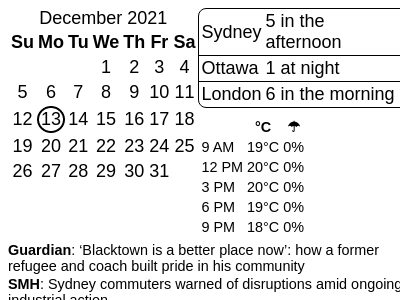 December 2021
Su Mo Tu We Th Fr Sa
1 2 3 4
5 6 7 8 9 10 11
12 13 14 15 16 17 18
19 20 21 22 23 24 25
26 27 28 29 30 31
Sydney 5 in the
afternoon
Ottawa 1 at night
London 6 in the morning
°C ☂
9 AM 19°C 0%
12 PM 20°C 0%
3 PM 20°C 0%
6 PM 19°C 0%
9 PM 18°C 0%
Guardian: ‘Blacktown is a better place now’: how a former
refugee and coach built pride in his community
SMH: Sydney commuters warned of disruptions amid ongoing
industrial action